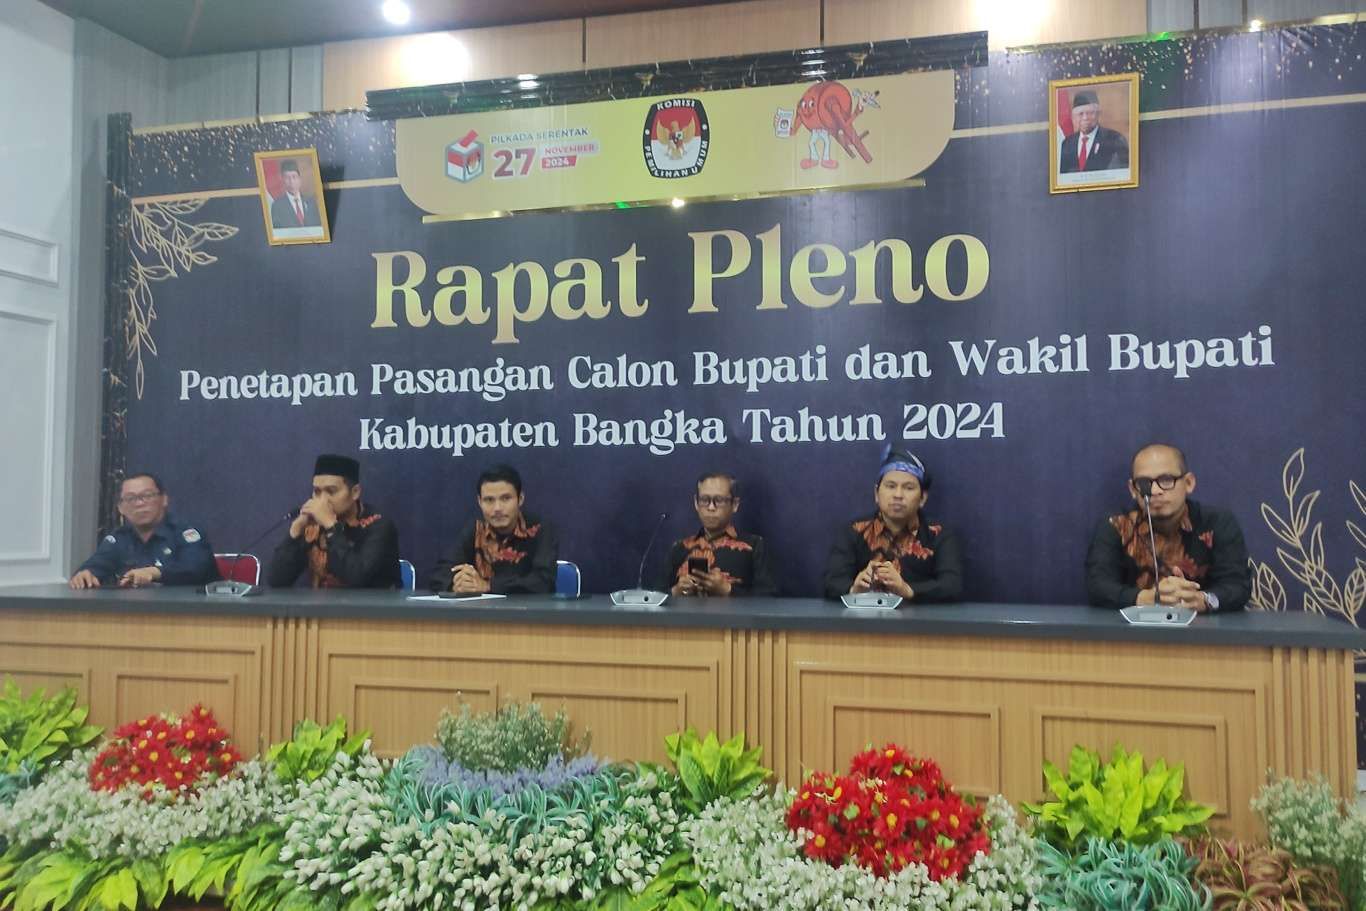 PILKADA SERENTAK
27 NOVEMBER
2024
KOMISI
PEMILIHAN UMUM
Rapat Pleno
Penetapan Pasangan Calon Bupati dan Wakil Bupati
Kabupaten Bangka Tahun 2024